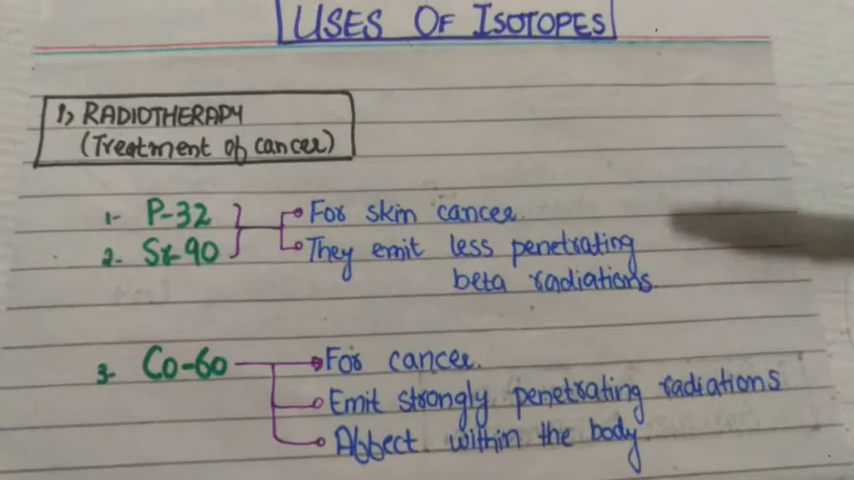 USES OF ISOTOPES
1) RADIOTHERAPY
(Treatment of cancer)
1- P-32
For skin cancer.
2- Sr-90
They emit less penetrating
beta radiations.
3- Co-60
For cancer.
Emit strongly penetrating radiations
Affect within the body.